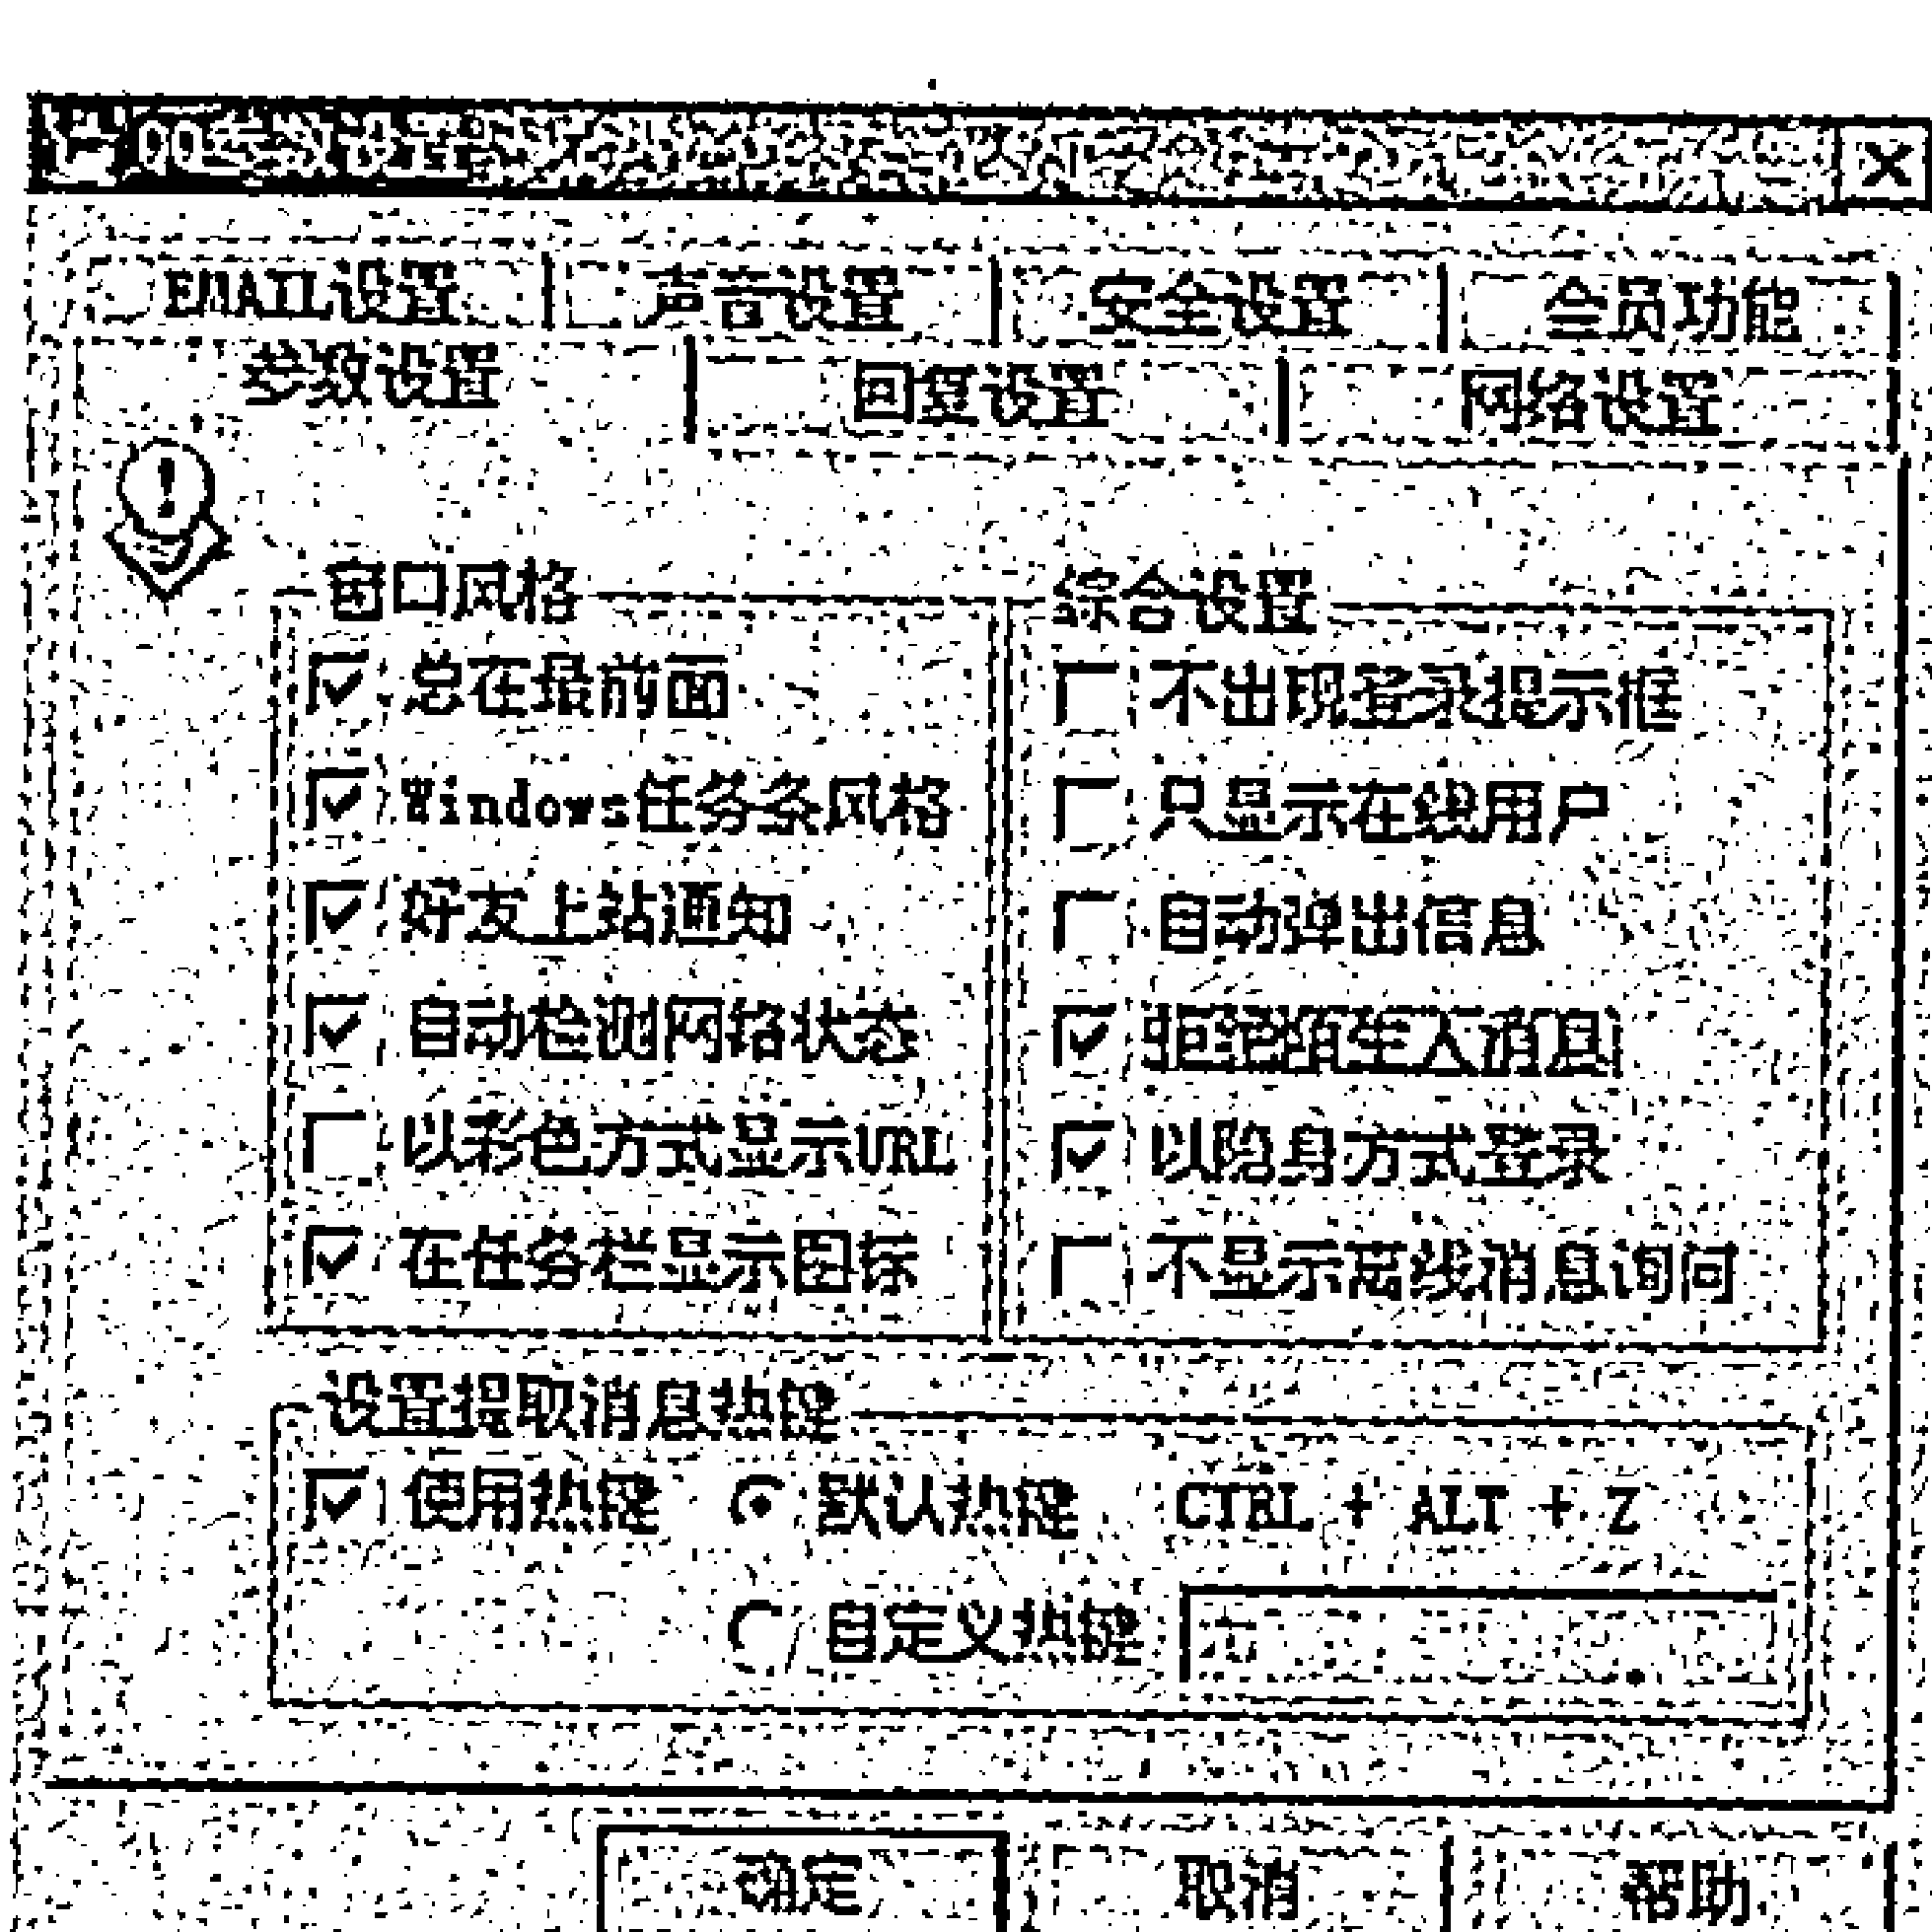 QQ参数设置
EMAIL设置 声音设置 安全设置 会员功能
参数设置 回复设置 网络设置
窗口风格 综合设置
总在最前面 不出现登录提示框
Windows任务条风格 只显示在线用户
好友上站通知 自动弹出信息
自动检测网络状态 拒绝陌生人消息
以彩色方式显示URL 以隐身方式登录
在任务栏显示图标 不显示离线消息询问
设置提取消息热键
使用热键 默认热键 CTRL + ALT + Z
自定义热键 无
确定 取消 帮助